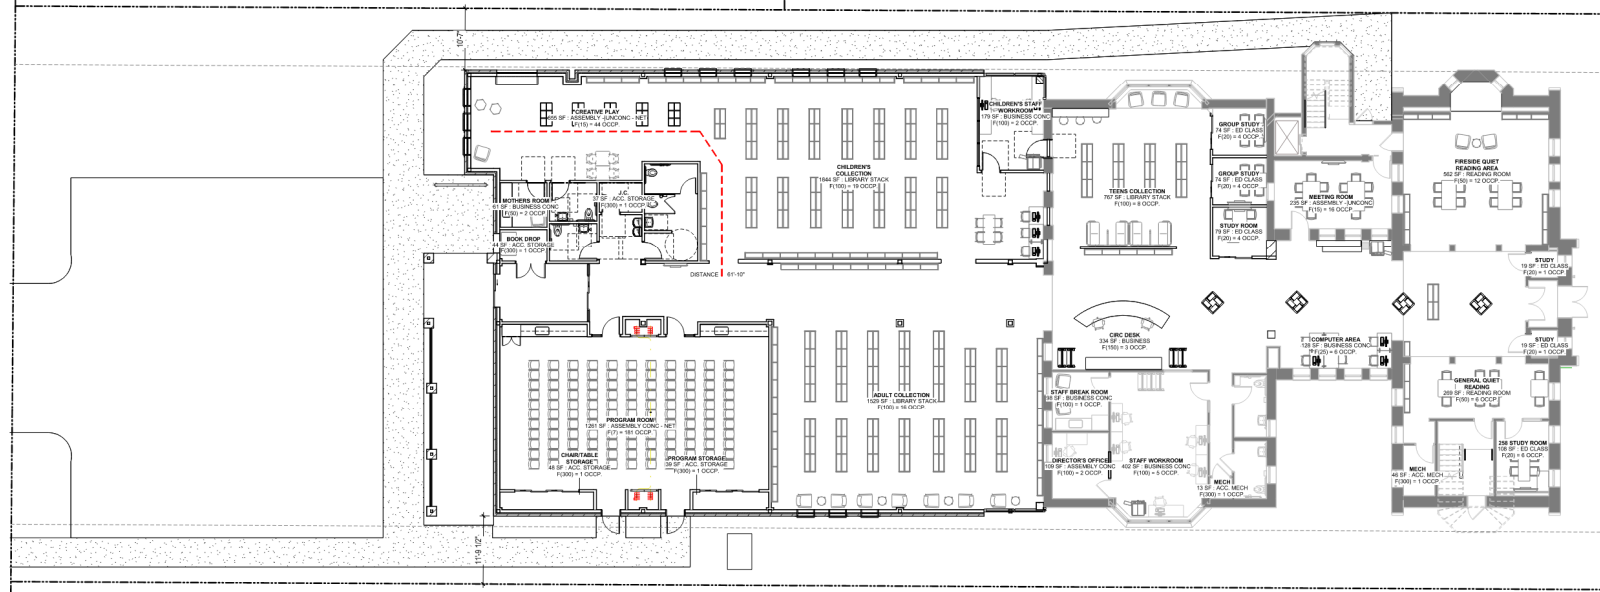 10'-7"
CREATIVE PLAY
655 SF : ASSEMBLY -UNCONC - NET
F(15) = 44 OCCP.
CHILDREN'S STAFF
WORKROOM
179 SF : BUSINESS CONC
F(100) = 2 OCCP.
CHILDREN'S
COLLECTION
1644 SF : LIBRARY STACK
F(100) = 19 OCCP.
MOTHERS ROOM
61 SF : BUSINESS CONC
F(50) = 2 OCCP
J.C.
37 SF : ACC. STORAGE
F(300) = 1 OCCP.
BOOK DROP
44 SF : ACC. STORAGE
F(300) = 1 OCCP.
DISTANCE : 61'-10"
TEENS COLLECTION
767 SF : LIBRARY STACK
F(100) = 8 OCCP.
GROUP STUDY
74 SF : ED CLASS
F(20) = 4 OCCP.
GROUP STUDY
74 SF : ED CLASS
F(20) = 4 OCCP.
STUDY ROOM
79 SF : ED CLASS
F(20) = 4 OCCP.
MEETING ROOM
235 SF : ASSEMBLY -UNCONC
F(15) = 16 OCCP.
FIRESIDE QUIET
READING AREA
562 SF : READING ROOM
F(50) = 12 OCCP.
STUDY
19 SF : ED CLASS
F(20) = 1 OCCP
STUDY
19 SF : ED CLASS
F(20) = 1 OCCP.
CIRC DESK
334 SF : BUSINESS
F(150) = 3 OCCP.
COMPUTER AREA
128 SF : BUSINESS CONC
F(25) = 6 OCCP.
GENERAL QUIET
READING
269 SF : READING ROOM
F(50) = 6 OCCP.
ADULT COLLECTION
1529 SF : LIBRARY STACK
F(100) = 16 OCCP.
PROGRAM ROOM
1261 SF : ASSEMBLY CONC - NET
F(7) = 181 OCCP.
CHAIR/TABLE
STORAGE
48 SF : ACC. STORAGE
F(300) = 1 OCCP.
PROGRAM STORAGE
39 SF : ACC. STORAGE
F(300) = 1 OCCP.
STAFF BREAK ROOM
98 SF : BUSINESS CONC
F(100) = 1 OCCP.
DIRECTOR'S OFFICE
109 SF : ASSEMBLY CONC
F(100) = 2 OCCP.
STAFF WORKROOM
402 SF : BUSINESS CONC
F(100) = 5 OCCP.
MECH
13 SF : ACC. MECH
F(300) = 1 OCCP.
MECH
46 SF : ACC. MECH
F(300) = 1 OCCP.
258 STUDY ROOM
108 SF : ED CLASS
F(20) = 6 OCCP.
11'-9 1/2"